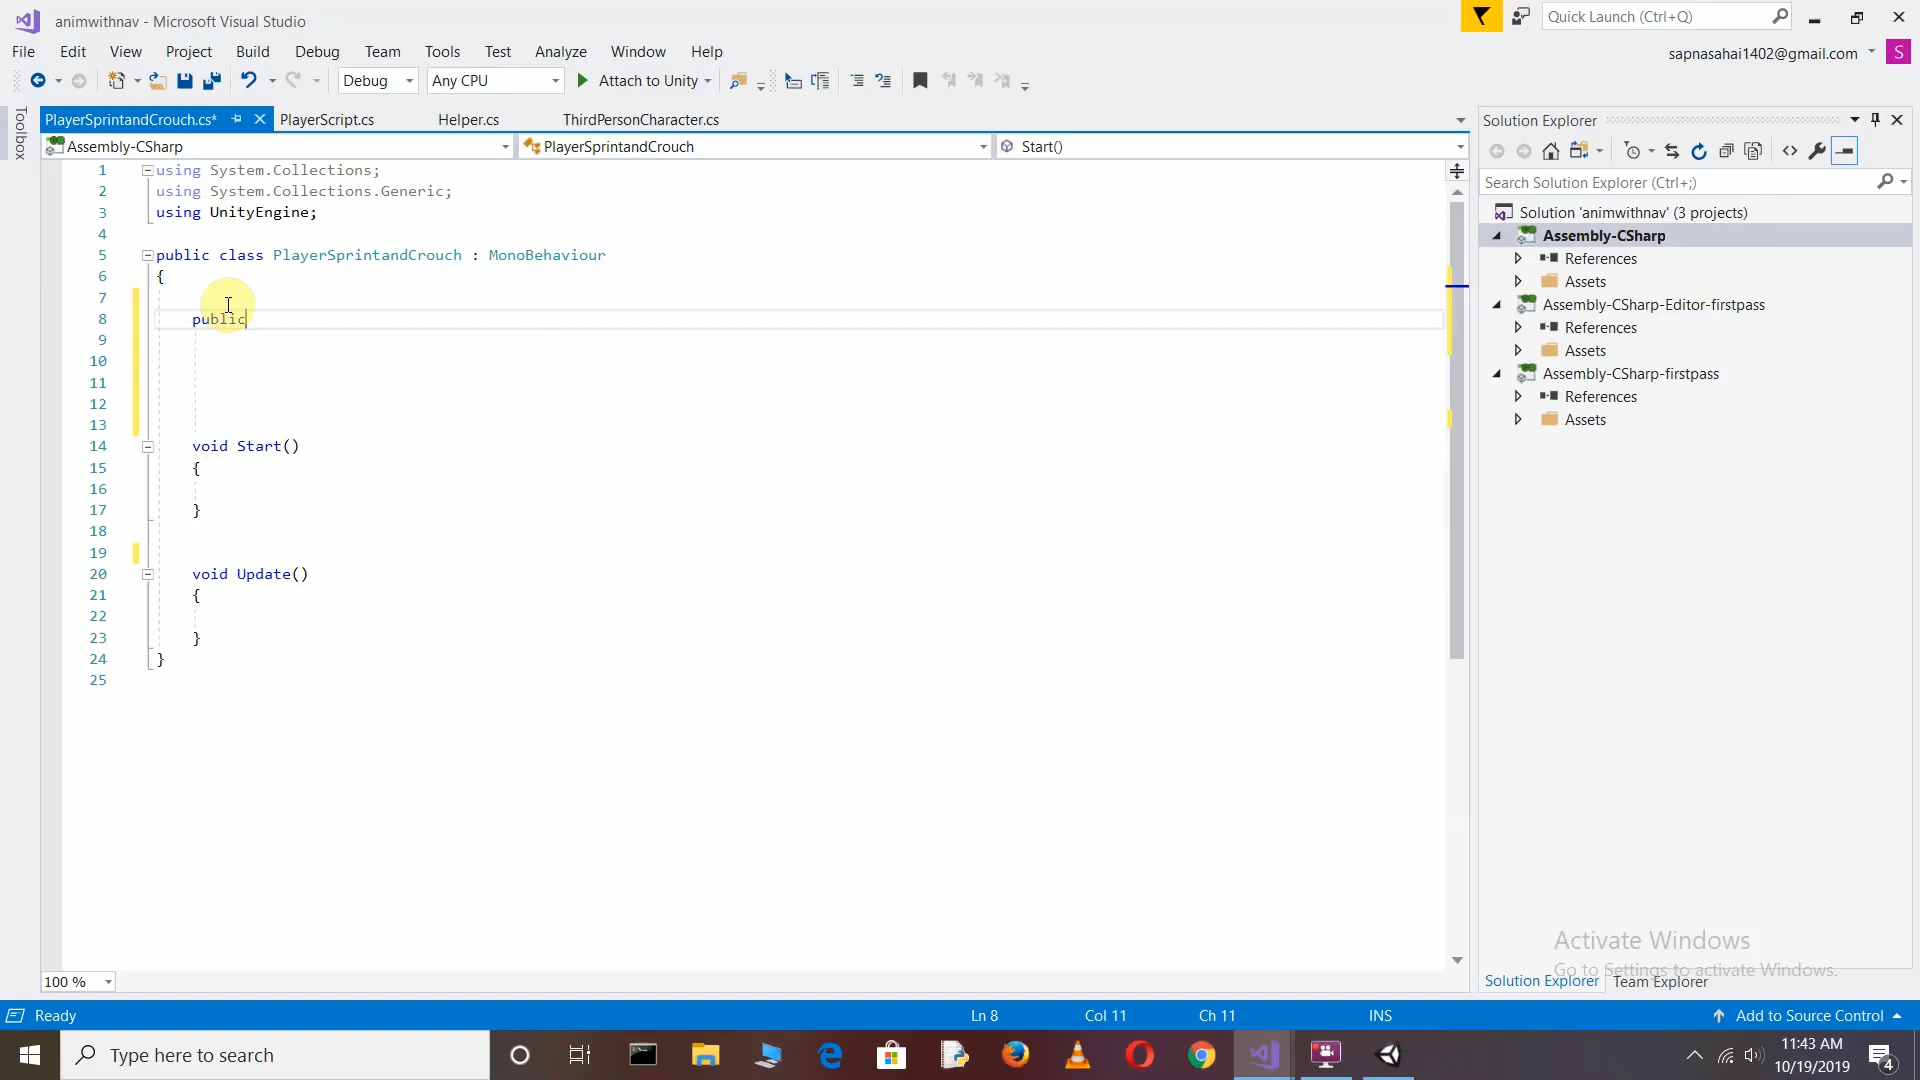 animwithnav - Microsoft Visual Studio
Quick Launch (Ctrl+Q)
File Edit View Project Build Debug Team Tools Test Analyze Window Help
sapnasahai1402@gmail.com S
Debug Any CPU Attach to Unity
Toolbox
PlayerSprintandCrouch.cs* PlayerScript.cs Helper.cs ThirdPersonCharacter.cs
Assembly-CSharp PlayerSprintandCrouch Start()
1 using System.Collections;
2 using System.Collections.Generic;
3 using UnityEngine;
4
5 public class PlayerSprintandCrouch : MonoBehaviour
6 {
7
8 public
9
10
11
12
13
14 void Start()
15 {
16
17 }
18
19
20 void Update()
21 {
22
23 }
24 }
25
100 %
Solution Explorer
Search Solution Explorer (Ctrl+;)
Solution 'animwithnav' (3 projects)
Assembly-CSharp
References
Assets
Assembly-CSharp-Editor-firstpass
References
Assets
Assembly-CSharp-firstpass
References
Assets
Activate Windows
Go to Settings to activate Windows.
Solution Explorer Team Explorer
Ready Ln 8 Col 11 Ch 11 INS Add to Source Control
Type here to search
11:43 AM
10/19/2019
4